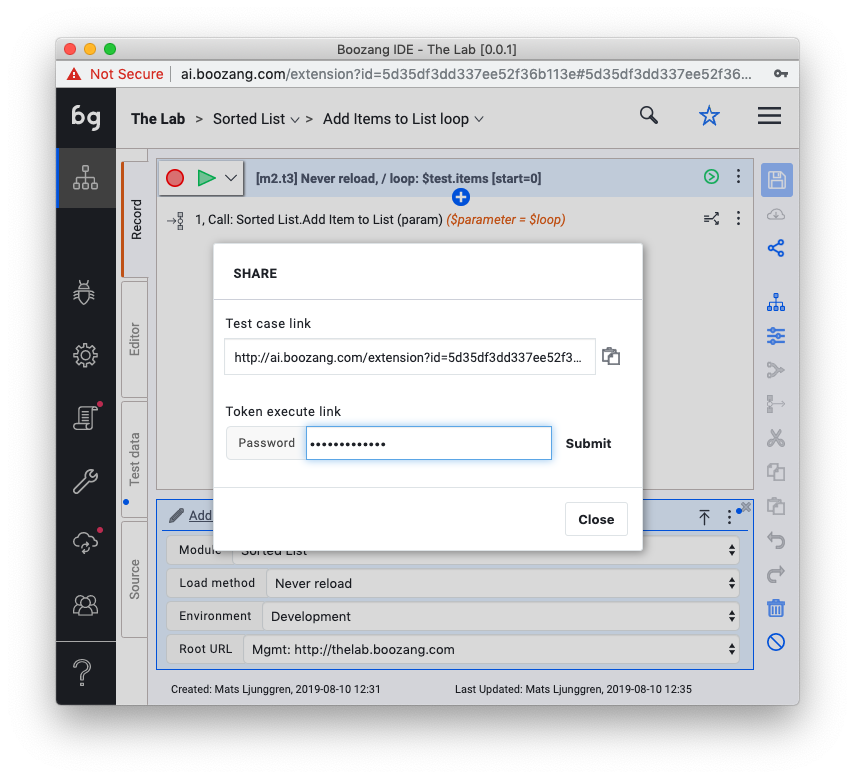 Boozang IDE - The Lab [0.0.1]
Not Secure | ai.boozang.com/extension?id=5d35df3dd337ee52f36b113e#5d35df3dd337ee52f36...
bg
The Lab > Sorted List > Add Items to List loop
Record
[m2.t3] Never reload, / loop: $test.items [start=0]
1, Call: Sorted List.Add Item to List (param) ($parameter = $loop)
SHARE
Test case link
http://ai.boozang.com/extension?id=5d35df3dd337ee52f3...
Editor
Token execute link
Password ••••••••••••• Submit
Test data
Close
Add
Module Sorted List
Source
Load method Never reload
Environment Development
Root URL Mgmt: http://thelab.boozang.com
Created: Mats Ljunggren, 2019-08-10 12:31 Last Updated: Mats Ljunggren, 2019-08-10 12:35